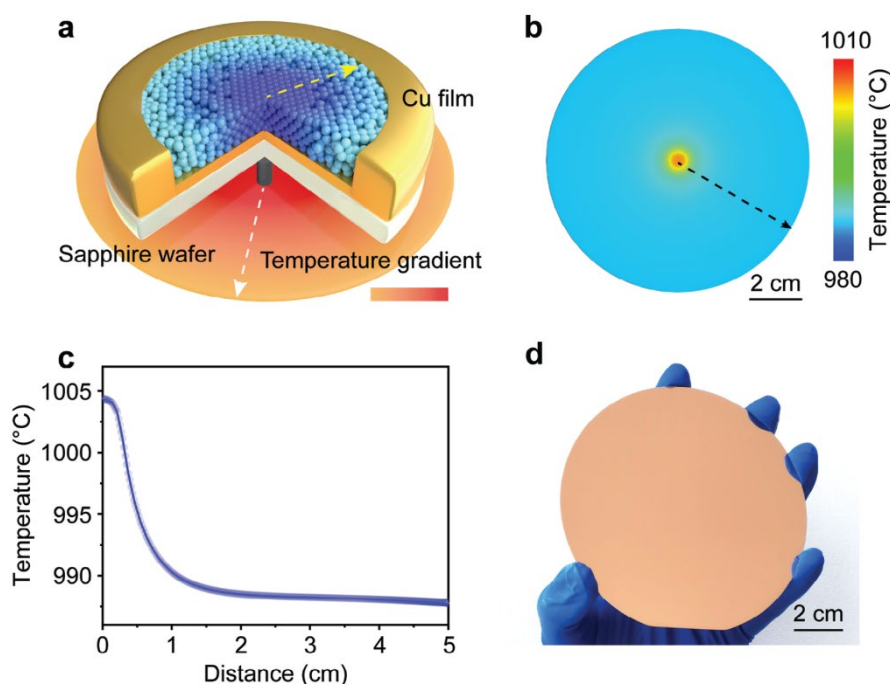 a
Cu film
Sapphire wafer
Temperature gradient
b
1010
980
Temperature (°C)
2 cm
c
Temperature (°C)
1005
1000
995
990
0
1
2
3
4
5
Distance (cm)
d
2 cm